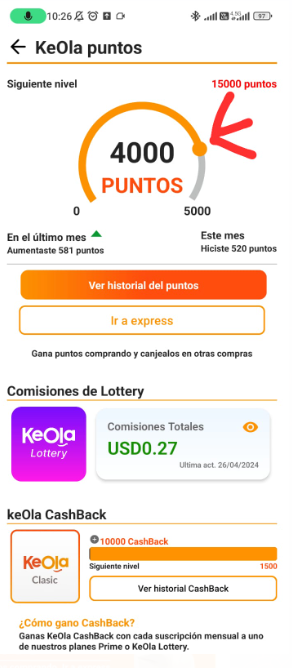 10:26
4,5G
97
KeOla puntos
Siguiente nivel
15000 puntos
4000
PUNTOS
0
5000
En el último mes
Aumentaste 581 puntos
Este mes
Hiciste 520 puntos
Ver historial del puntos
Ir a express
Gana puntos comprando y canjealos en otras compras
Comisiones de Lottery
KeOla
Lottery
Comisiones Totales
USD0.27
Ultima act. 26/04/2024
keOla CashBack
KeOla
Clasic
10000 CashBack
Siguiente nivel
1500
Ver historial CashBack
¿Cómo gano CashBack?
Ganas KeOla CashBack con cada suscripción mensual a uno
de nuestros planes Prime o KeOla Lottery.